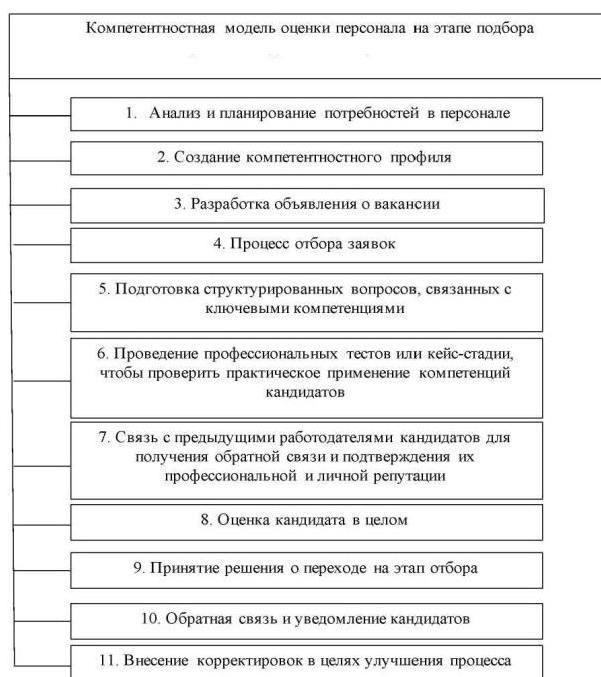 Компетентностная модель оценки персонала на этапе подбора
1. Анализ и планирование потребностей в персонале
2. Создание компетентностного профиля
3. Разработка объявления о вакансии
4. Процесс отбора заявок
5. Подготовка структурированных вопросов, связанных с
ключевыми компетенциями
6. Проведение профессиональных тестов или кейс-стадии,
чтобы проверить практическое применение компетенций
кандидатов
7. Связь с предыдущими работодателями кандидатов для
получения обратной связи и подтверждения их
профессиональной и личной репутации
8. Оценка кандидата в целом
9. Принятие решения о переходе на этап отбора
10. Обратная связь и уведомление кандидатов
11. Внесение корректировок в целях улучшения процесса